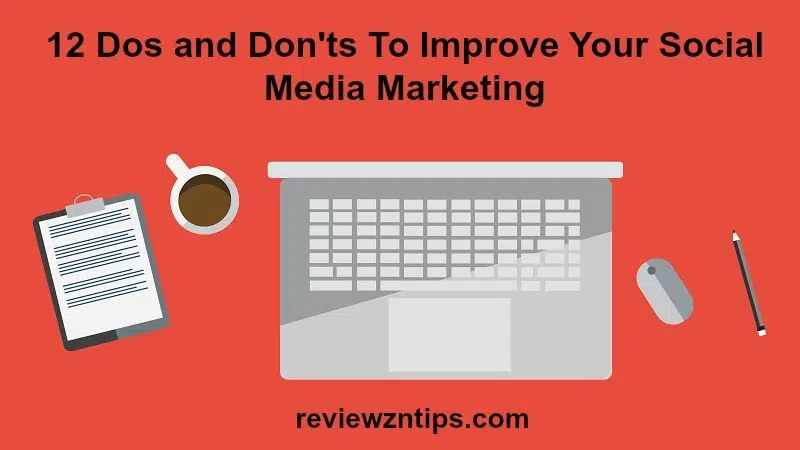 12 Dos and Don'ts To Improve Your Social
Media Marketing
reviewzntips.com